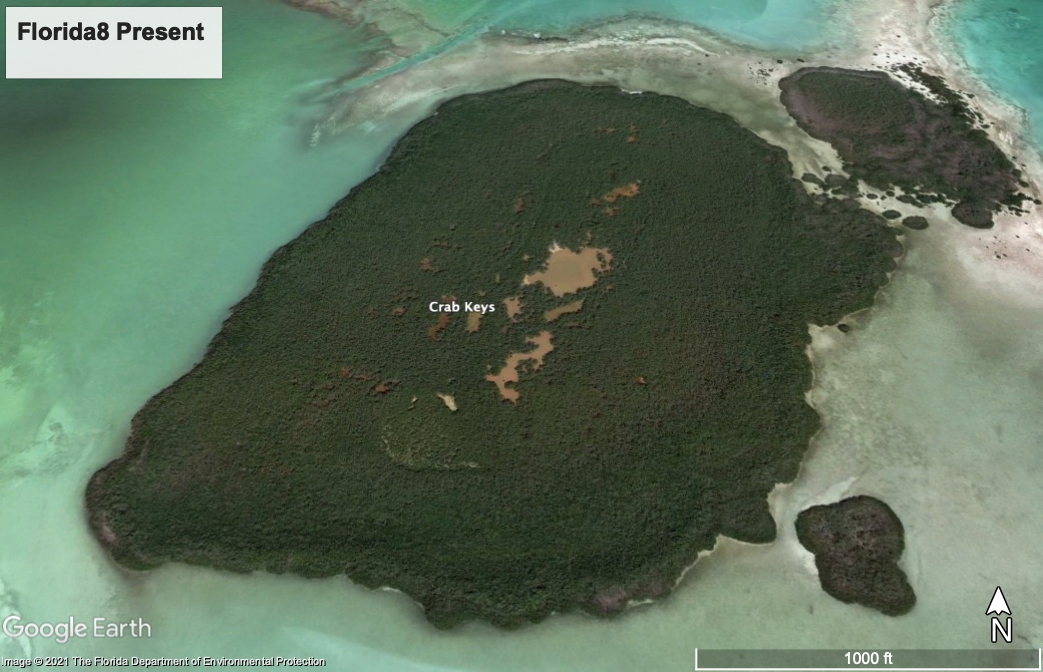 Florida8 Present
Crab Keys
N
Google Earth
Image © 2021 The Florida Department of Environmental Protection
1000 ft